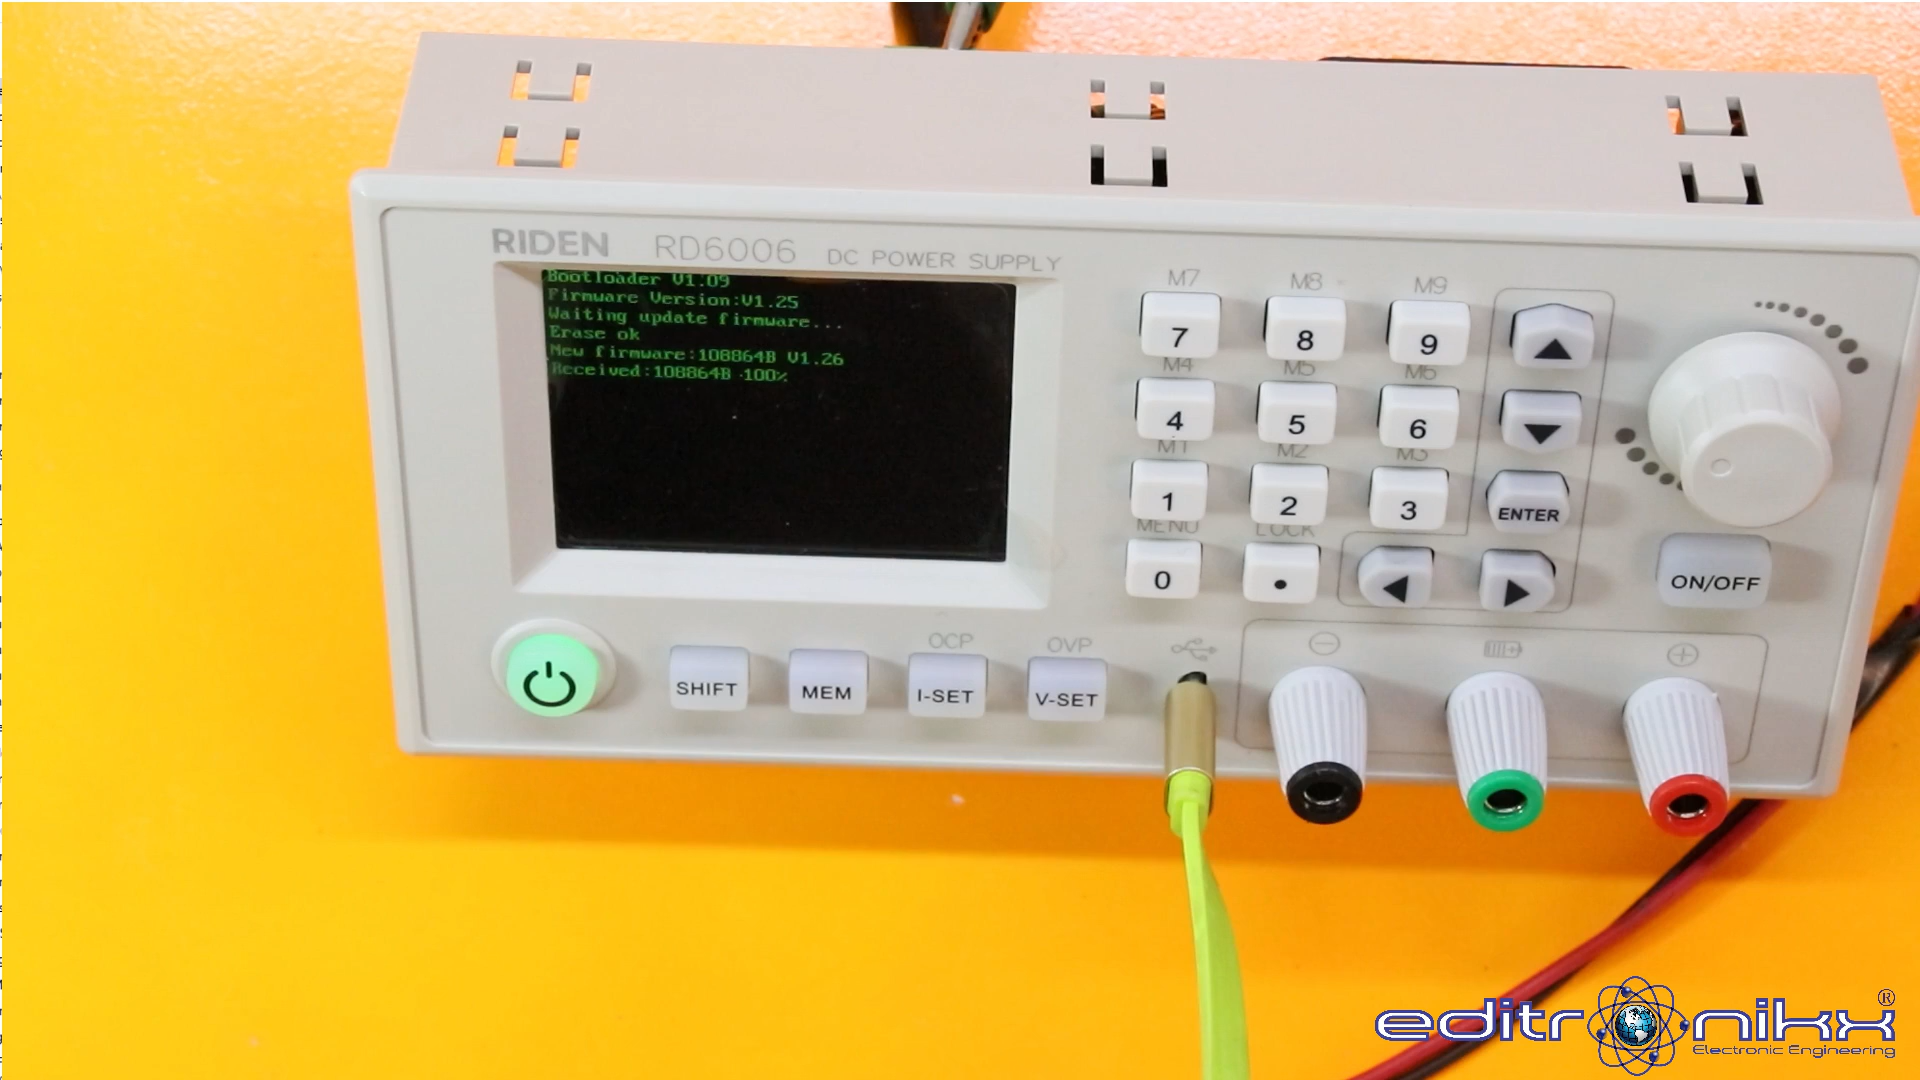 RIDEN RD6006 DC POWER SUPPLY
Bootloader V1.09
Firmware Version:V1.25
Waiting update firmware...
Erase ok
New firmware:108864B V1.26
Received:108864B 100%
M7 M8 M9
7 8 9
M4 M5 M6
4 5 6
M1 M2 M3
1 2 3 ENTER
MENU LOCK
0 . ON/OFF
OCP OVP
SHIFT MEM I-SET V-SET
editronikx®
Electronic Engineering